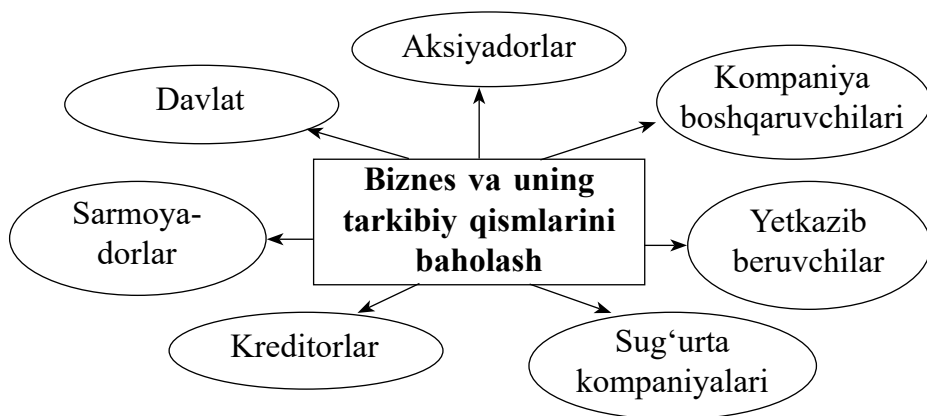 Aksiyadorlar
Davlat
Kompaniya
boshqaruvchilari
Biznes va uning
tarkibiy qismlarini
baholash
Sarmoya-
dorlar
Yetkazib
beruvchilar
Kreditorlar
Sug‘urta
kompaniyalari